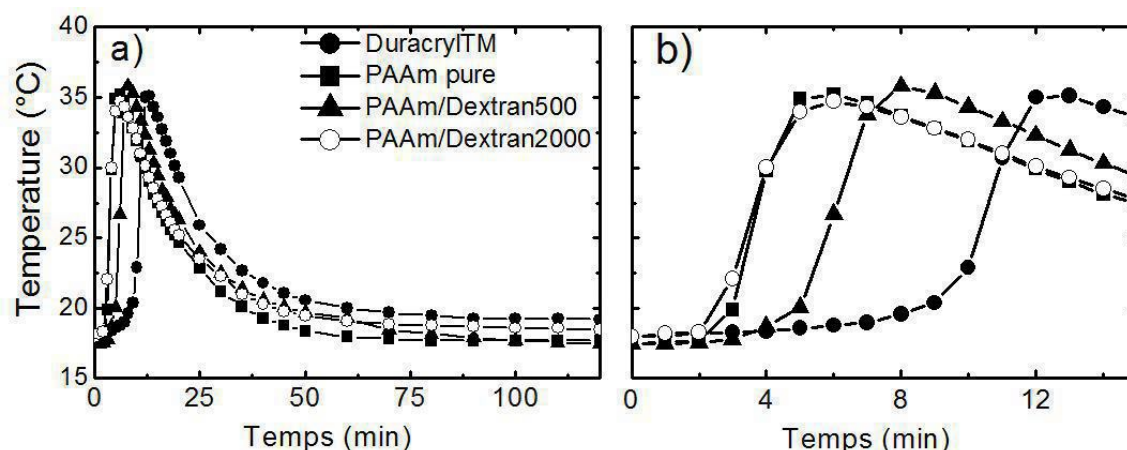 a)
DuracrylTM
PAAm pure
PAAm/Dextran500
PAAm/Dextran2000
b)
Temperature (°C)
40
35
30
25
20
15
0 25 50 75 100
Temps (min)
0 4 8 12
Temps (min)